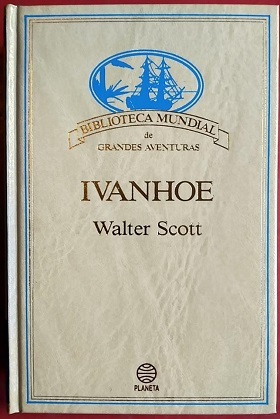 BIBLIOTECA MUNDIAL
de
GRANDES AVENTURAS
IVANHOE
Walter Scott
PLANETA